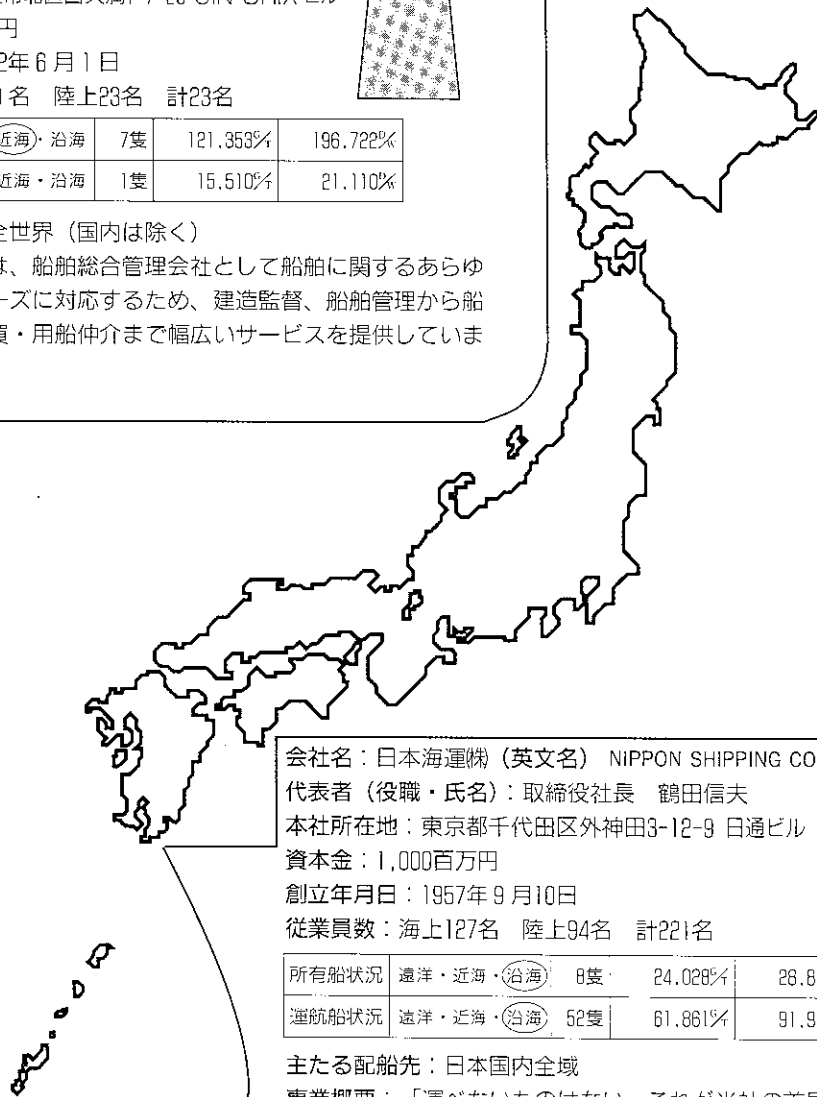 円
2年6月1日
1名　陸上23名　計23名
近海・沿海　7隻　121,353G/T　196,722D/W
近海・沿海　1隻　15,510G/T　21,110D/W
全世界（国内は除く）
は、船舶総合管理会社として船舶に関するあらゆ
ーズに対応するため、建造監督、船舶管理から船
買・用船仲介まで幅広いサービスを提供していま
会社名：日本海運㈱（英文名） NIPPON SHIPPING CO
代表者（役職・氏名）：取締役社長　鶴田信夫
本社所在地：東京都千代田区外神田3-12-9 日通ビル
資本金：1,000百万円
創立年月日：1957年9月10日
従業員数：海上127名　陸上94名　計221名
所有船状況　遠洋・近海・沿海　8隻　24,028G/T　28.8
運航船状況　遠洋・近海・沿海　52隻　61,861G/T　91.9
主たる配船先：日本国内全域